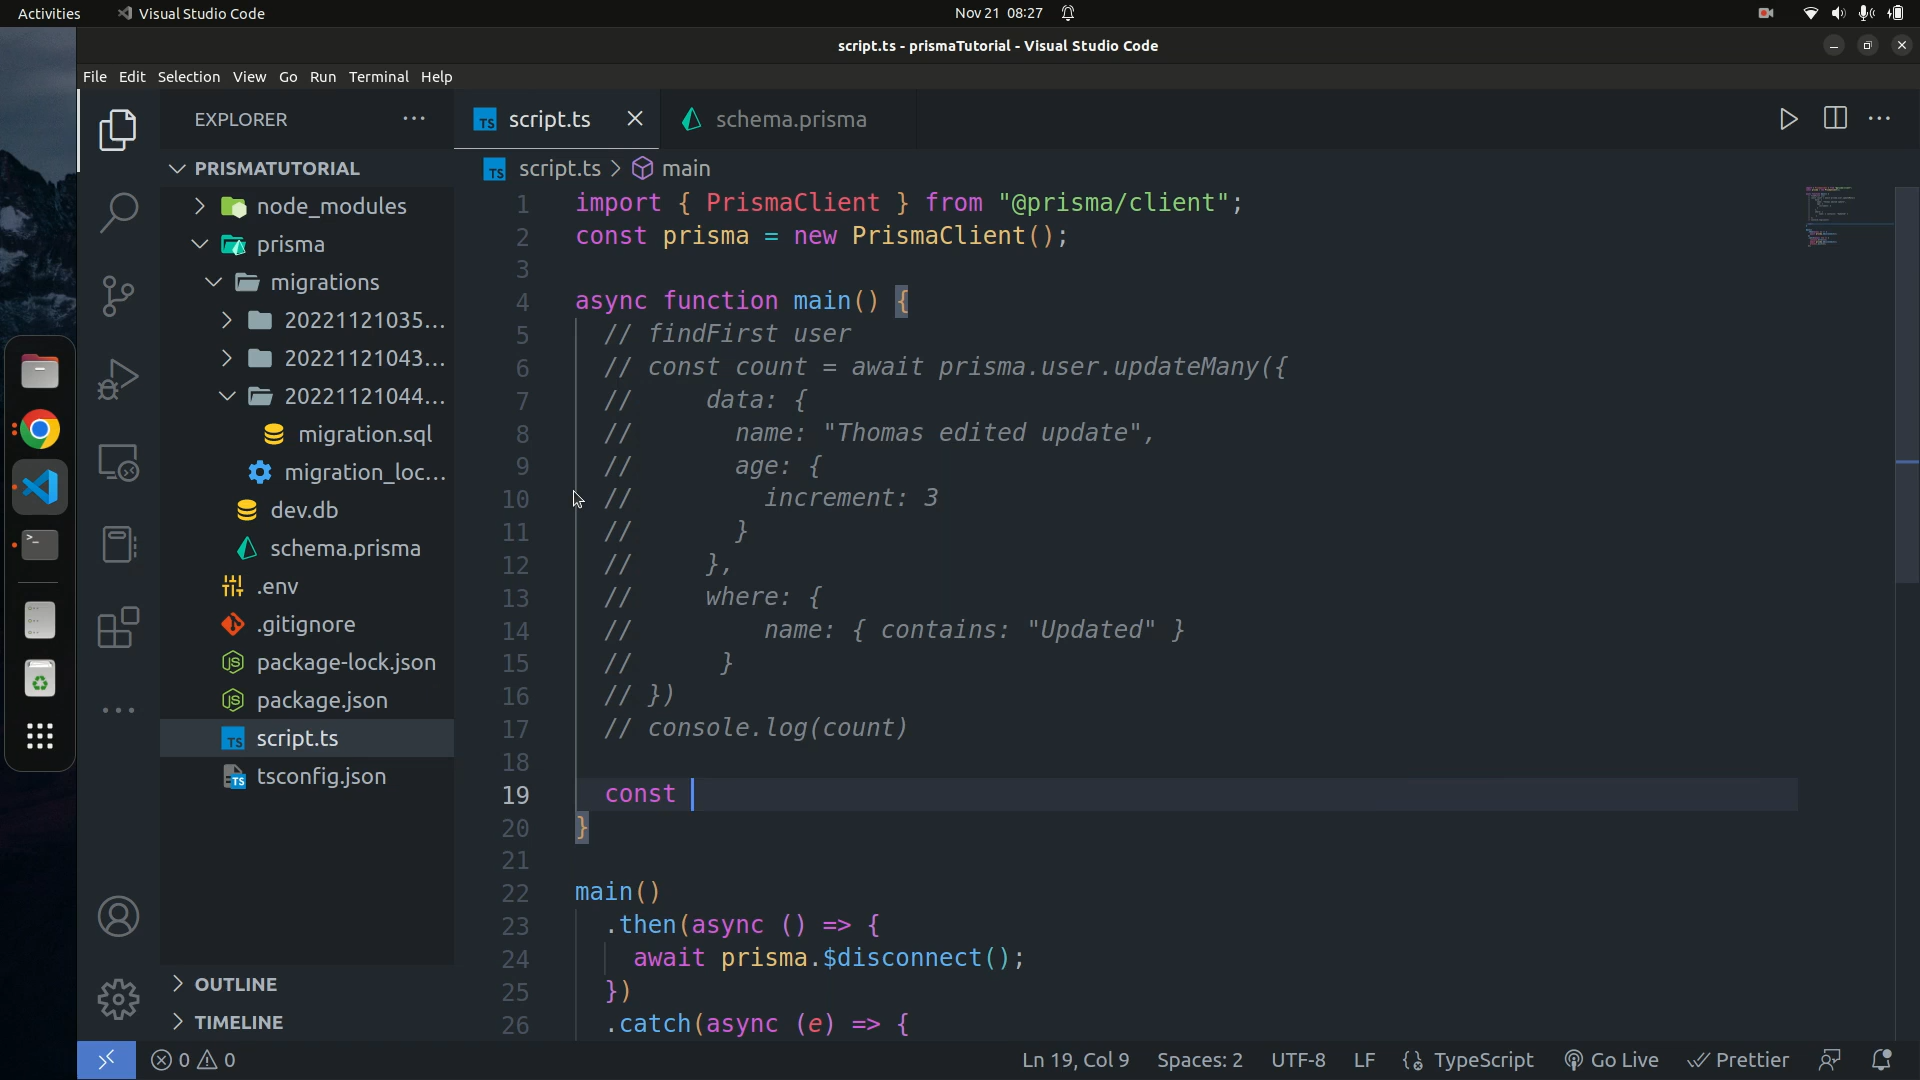 Activities
Visual Studio Code
Nov 21 08:27
script.ts - prismaTutorial - Visual Studio Code
File Edit Selection View Go Run Terminal Help
EXPLORER
PRISMATUTORIAL
node_modules
prisma
migrations
20221121035...
20221121043...
20221121044...
migration.sql
migration_loc...
dev.db
schema.prisma
.env
.gitignore
package-lock.json
package.json
script.ts
tsconfig.json
OUTLINE
TIMELINE
TS script.ts
schema.prisma
TS script.ts > main
1 import { PrismaClient } from "@prisma/client";
2 const prisma = new PrismaClient();
3
4 async function main() {
5 // findFirst user
6 // const count = await prisma.user.updateMany({
7 // data: {
8 // name: "Thomas edited update",
9 // age: {
10 // increment: 3
11 // }
12 // },
13 // where: {
14 // name: { contains: "Updated" }
15 // }
16 // })
17 // console.log(count)
18
19 const
20 }
21
22 main()
23 .then(async () => {
24 await prisma.$disconnect();
25 })
26 .catch(async (e) => {
0 0
Ln 19, Col 9
Spaces: 2
UTF-8
LF
TypeScript
Go Live
Prettier